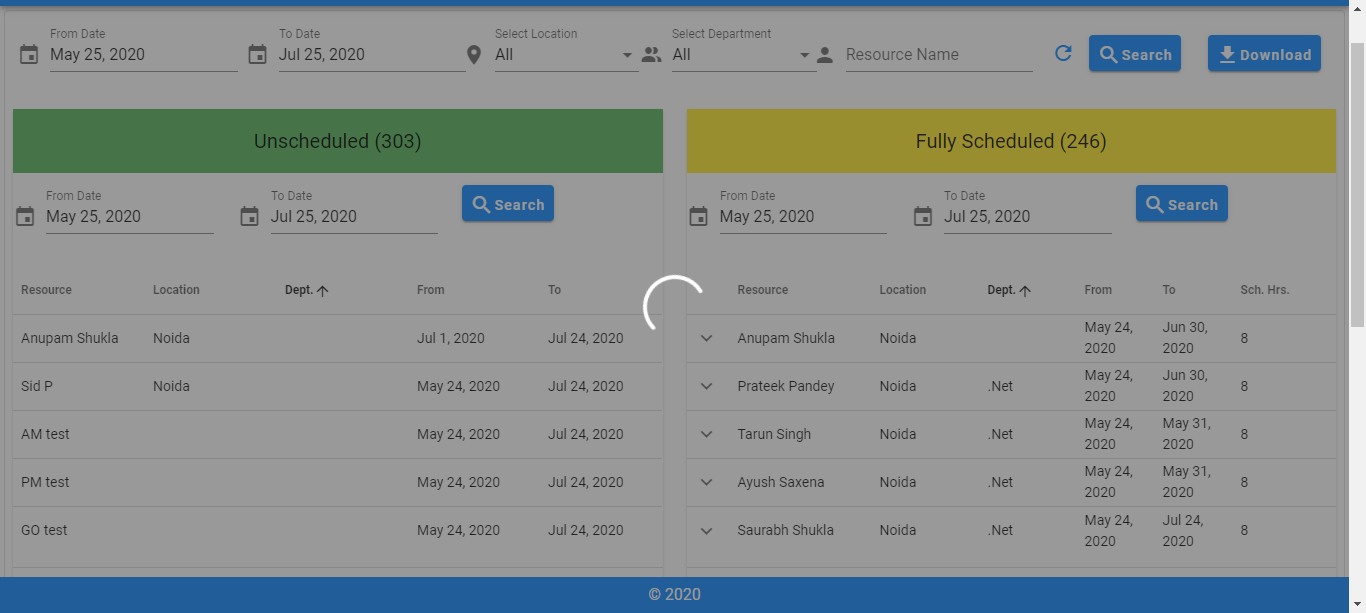 From Date To Date Select Location Select Department
May 25, 2020 Jul 25, 2020 All All Resource Name Search Download
Unscheduled (303)
From Date To Date
May 25, 2020 Jul 25, 2020 Search
Resource Location Dept. From To
Anupam Shukla Noida Jul 1, 2020 Jul 24, 2020
Sid P Noida May 24, 2020 Jul 24, 2020
AM test May 24, 2020 Jul 24, 2020
PM test May 24, 2020 Jul 24, 2020
GO test May 24, 2020 Jul 24, 2020
Fully Scheduled (246)
From Date To Date
May 25, 2020 Jul 25, 2020 Search
Resource Location Dept. From To Sch. Hrs.
Anupam Shukla Noida May 24, 2020 Jun 30, 2020 8
Prateek Pandey Noida .Net May 24, 2020 Jun 30, 2020 8
Tarun Singh Noida .Net May 24, 2020 May 31, 2020 8
Ayush Saxena Noida .Net May 24, 2020 May 31, 2020 8
Saurabh Shukla Noida .Net May 24, 2020 Jul 24, 2020 8
© 2020